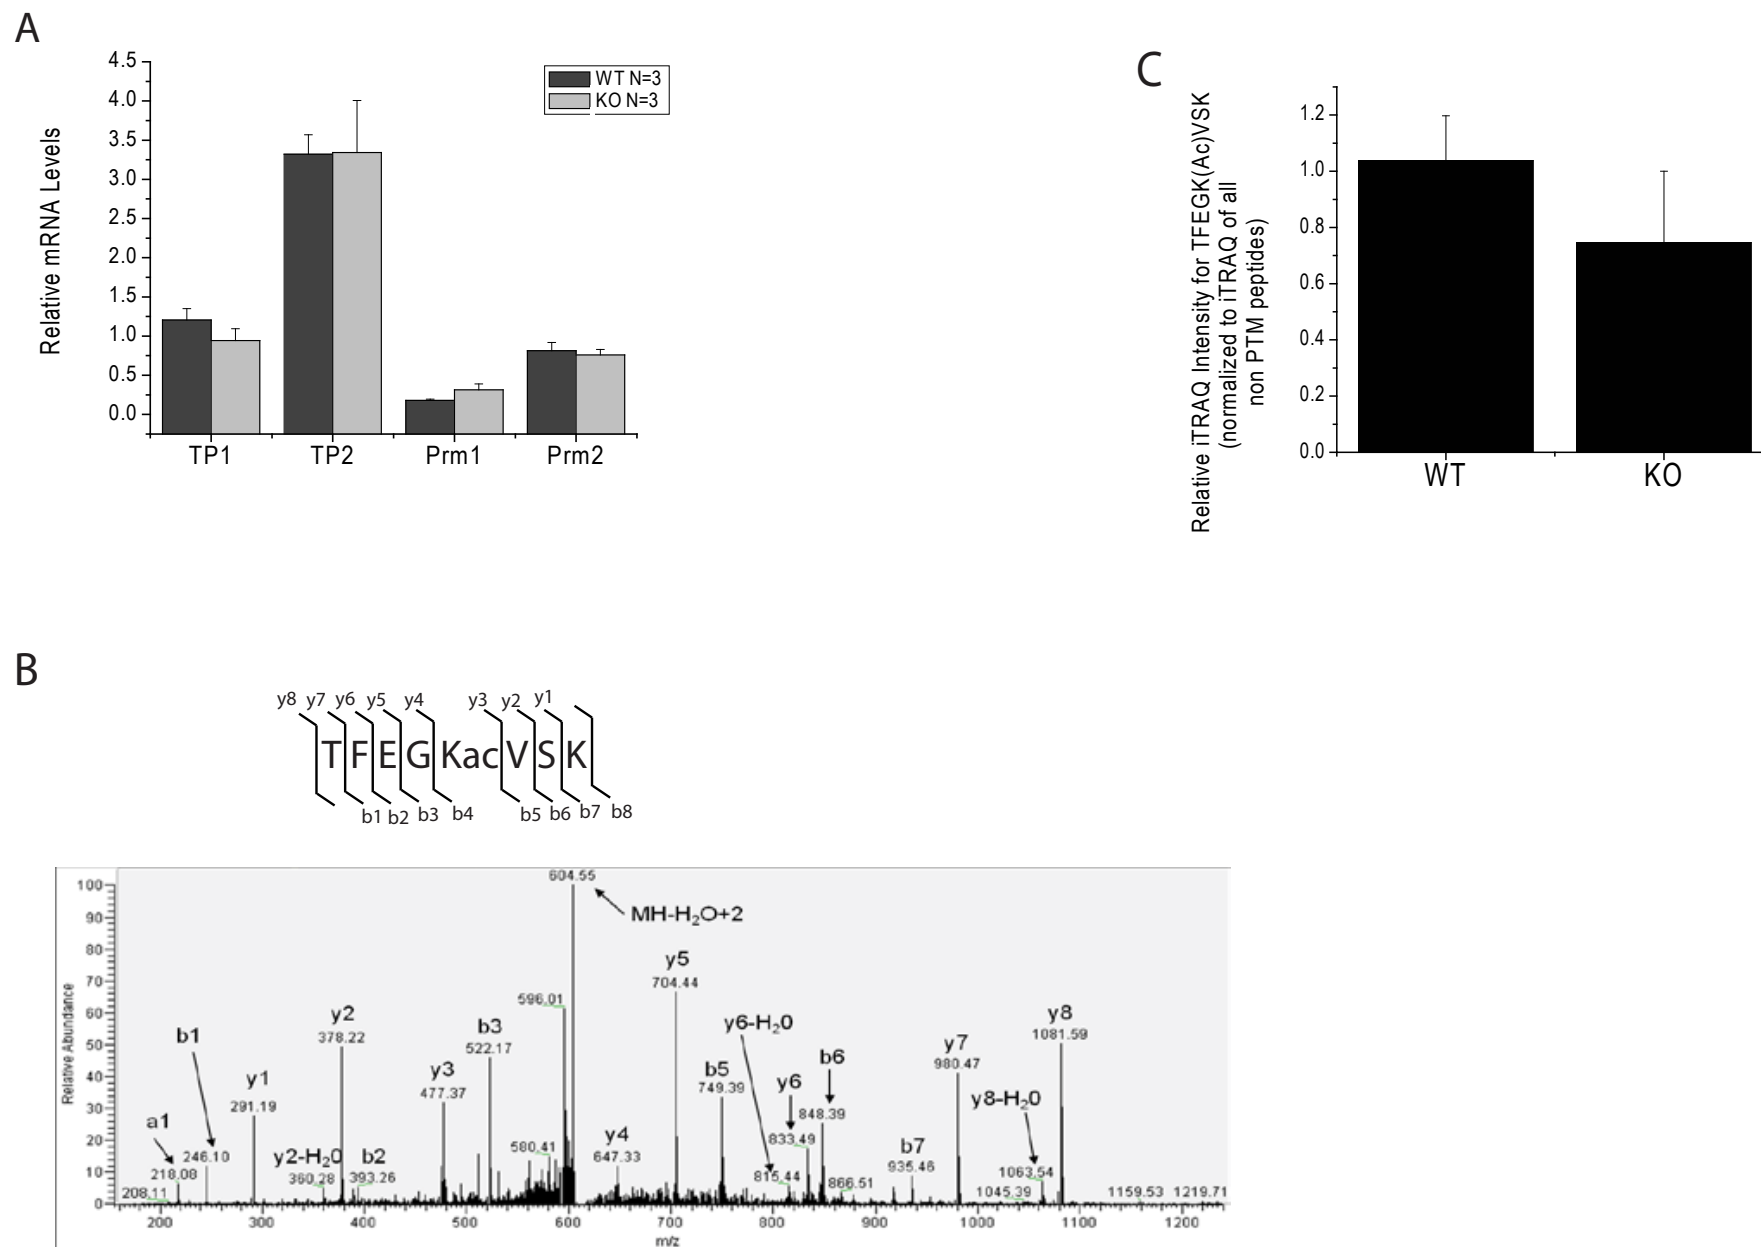 A
4.5
4.0
3.5
3.0
2.5
2.0
1.5
1.0
0.5
0.0
Relative mRNA Levels
WT N=3
KO N=3
TP1 TP2 Prm1 Prm2
C
Relative iTRAQ Intensity for TFEGK(Ac)VSK
(normalized to iTRAQ of all
non PTM peptides)
1.2
1.0
0.8
0.6
0.4
0.2
0.0
WT KO
B
y8 y7 y6 y5 y4 y3 y2 y1
T F E G Kac V S K
b1 b2 b3 b4 b5 b6 b7 b8
Relative Abundance
100
90
80
70
60
50
40
30
20
10
0
208.11
a1
218.08
b1
246.10
y1
291.19
y2-H₂0
360.28
y2
378.22
b2
393.26
y3
477.37
b3
522.17
580.41
596.01
604.55
MH-H₂O+2
y4
647.33
y5
704.44
b5
749.39
y6-H₂0
815.44
y6
833.49
b6
848.39
866.51
b7
935.46
y7
980.47
1045.39
y8-H₂0
1063.54
y8
1081.59
1159.53
1219.71
200 300 400 500 600 700 800 900 1000 1100 1200
m/z